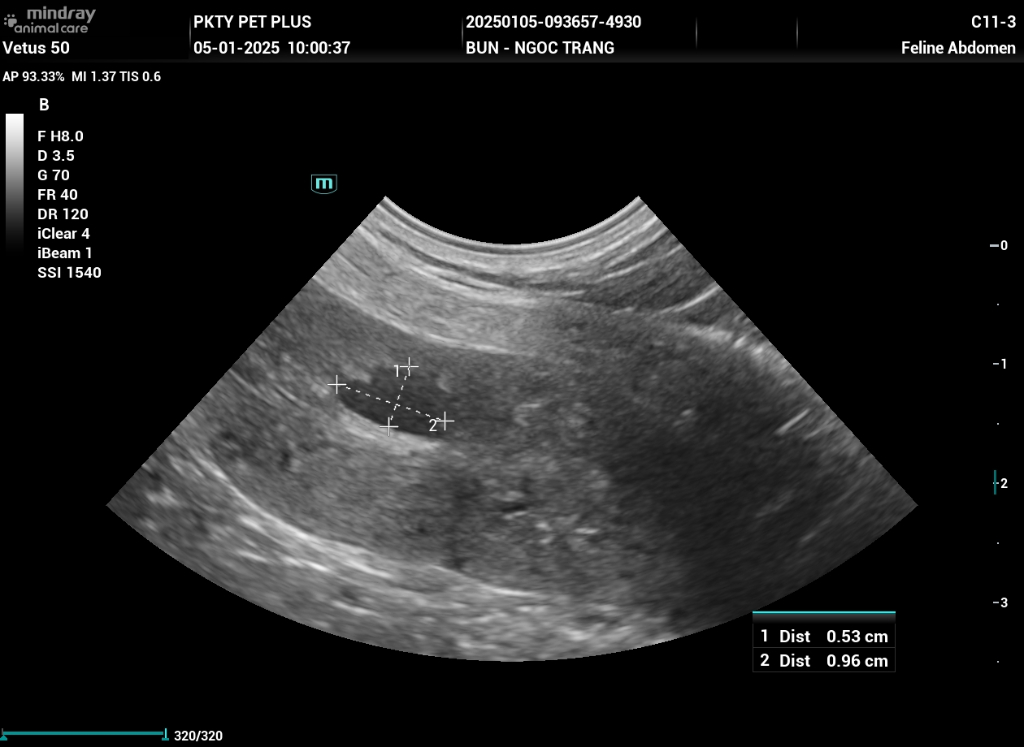 mindray
animalcare
Vetus 50
PKTY PET PLUS
05-01-2025 10:00:37
20250105-093657-4930
BUN - NGOC TRANG
C11-3
Feline Abdomen
AP 93.33% MI 1.37 TIS 0.6
B
F H8.0
D 3.5
G 70
FR 40
DR 120
iClear 4
iBeam 1
SSI 1540
m
0
1
2
3
1
2
1 Dist 0.53 cm
2 Dist 0.96 cm
320/320